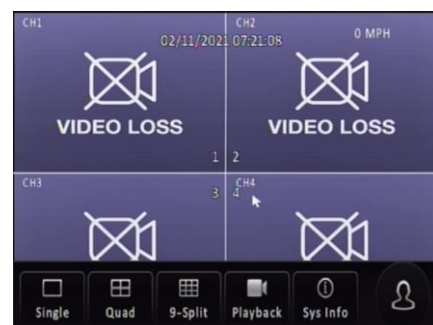 CH1
CH2
02/11/2021 07:21:08
0 MPH
VIDEO LOSS
VIDEO LOSS
1
2
CH3
CH4
3
4
Single
Quad
9-Split
Playback
Sys Info